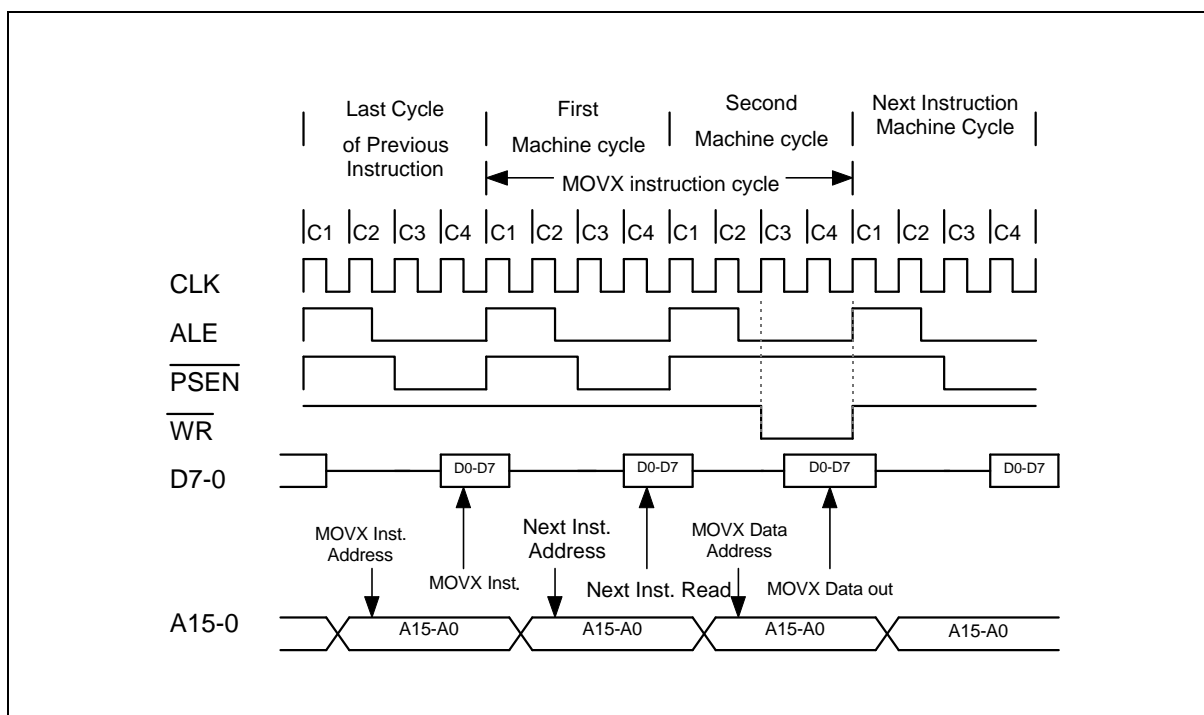 Last Cycle
of Previous
Instruction
First
Machine cycle
Second
Machine cycle
Next Instruction
Machine Cycle
MOVX instruction cycle
C1 C2 C3 C4 C1 C2 C3 C4 C1 C2 C3 C4 C1 C2 C3 C4
CLK
ALE
PSEN
WR
D7-0
D0-D7 D0-D7 D0-D7 D0-D7
MOVX Inst.
Address
MOVX Inst.
Next Inst.
Address
Next Inst. Read
MOVX Data
Address
MOVX Data out
A15-0
A15-A0 A15-A0 A15-A0 A15-A0